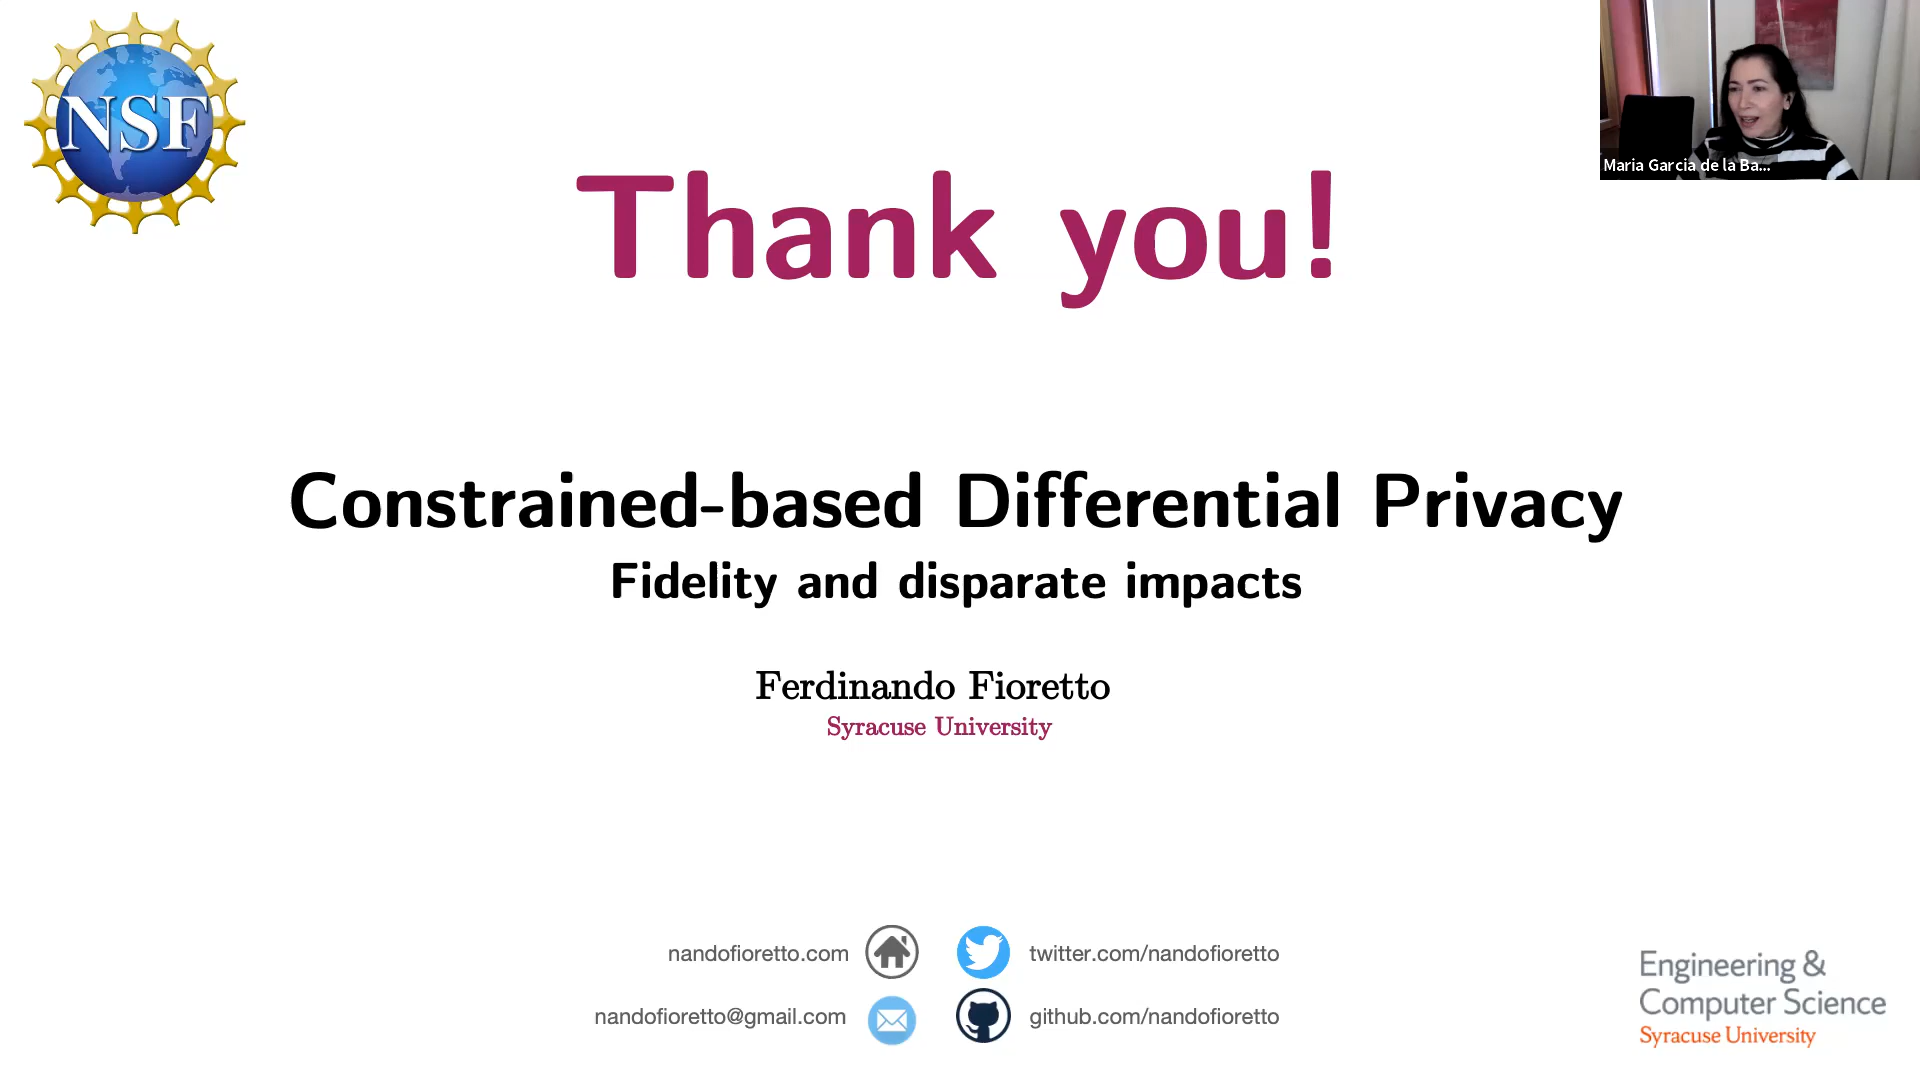 NSF
Maria Garcia de la Ba...
Thank you!
Constrained-based Differential Privacy
Fidelity and disparate impacts
Ferdinando Fioretto
Syracuse University
nandofioretto.com
twitter.com/nandofioretto
nandofioretto@gmail.com
github.com/nandofioretto
Engineering &
Computer Science
Syracuse University